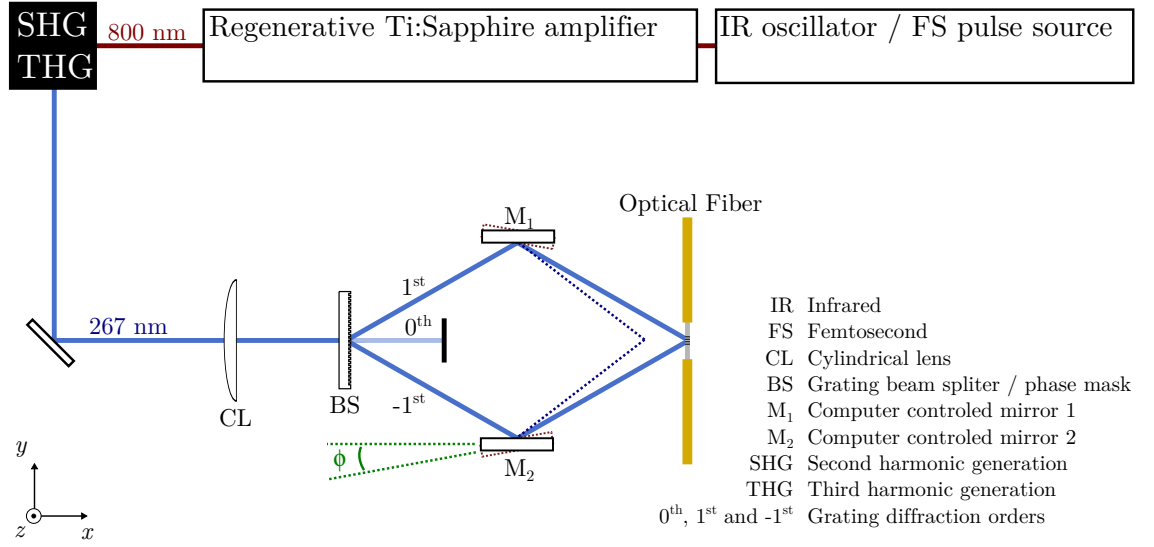 SHG
THG
800 nm
Regenerative Ti:Sapphire amplifier
IR oscillator / FS pulse source
Optical Fiber
M₁
1ˢᵗ
0ᵗʰ
267 nm
CL
BS
-1ˢᵗ
ϕ
M₂
y
z
x
IR Infrared
FS Femtosecond
CL Cylindrical lens
BS Grating beam spliter / phase mask
M₁ Computer controled mirror 1
M₂ Computer controled mirror 2
SHG Second harmonic generation
THG Third harmonic generation
0ᵗʰ, 1ˢᵗ and -1ˢᵗ Grating diffraction orders